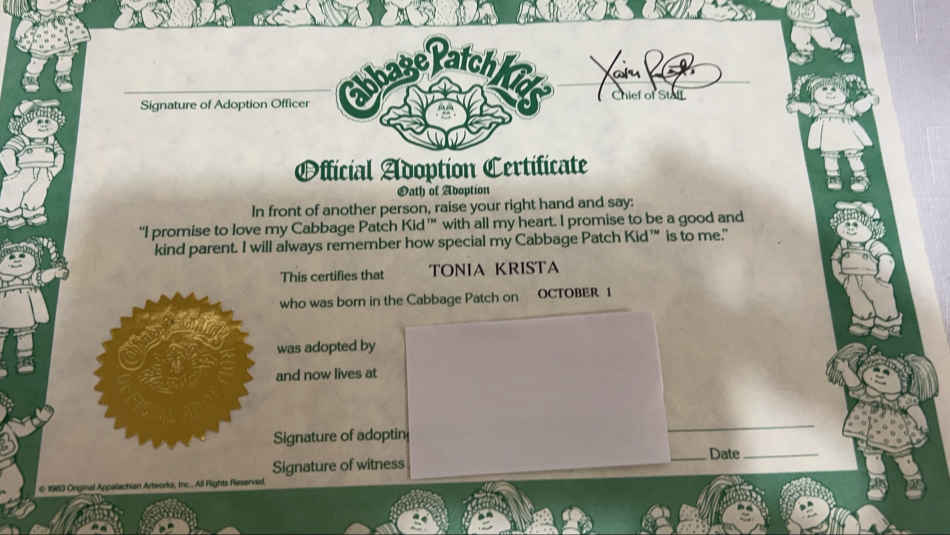 Cabbage Patch Kids
Signature of Adoption Officer
Chief of Staff
Official Adoption Certificate
Oath of Adoption
In front of another person, raise your right hand and say:
"I promise to love my Cabbage Patch Kid™ with all my heart. I promise to be a good and
kind parent. I will always remember how special my Cabbage Patch Kid™ is to me."
This certifies that TONIA KRISTA
who was born in the Cabbage Patch on OCTOBER 1
was adopted by
and now lives at
Signature of adoptin
Signature of witness
Date
© 1983 Original Appalachian Artworks, Inc., All Rights Reserved.